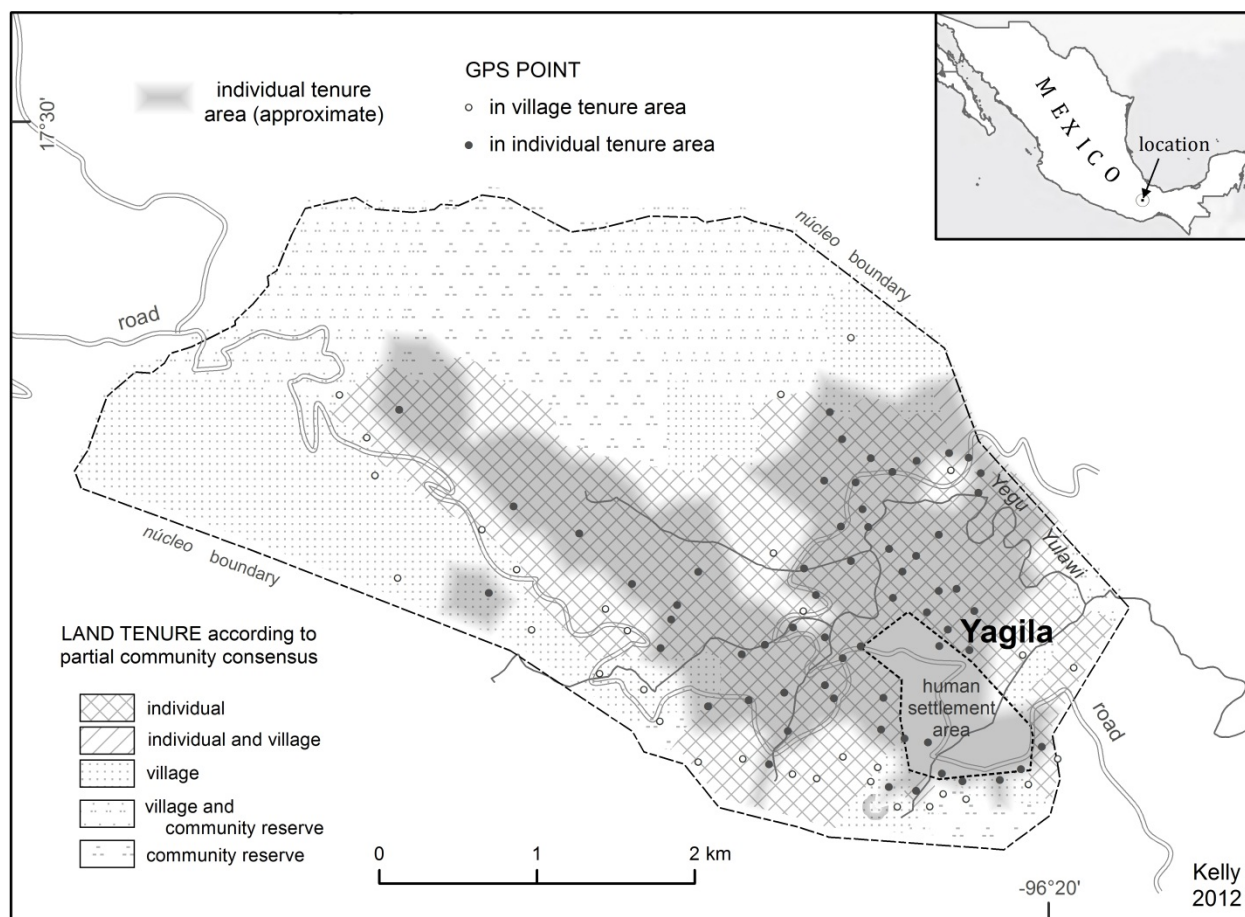 individual tenure
area (approximate)
GPS POINT
in village tenure area
in individual tenure area
MEXICO
location
17°30'
road
núcleo boundary
núcleo boundary
Yegu Yulawi
Yagila
human
settlement
area
road
LAND TENURE according to
partial community consensus
individual
individual and village
village
village and
community reserve
community reserve
0 1 2 km
-96°20'
Kelly
2012